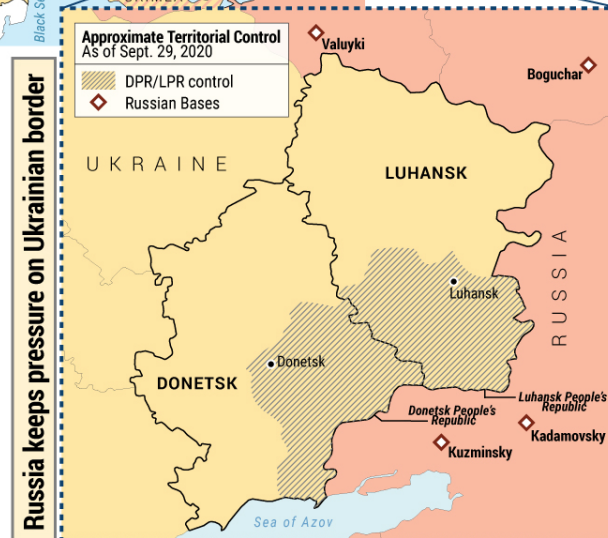 Black Se
Russia keeps pressure on Ukrainian border
Approximate Territorial Control
As of Sept. 29, 2020
DPR/LPR control
Russian Bases
Valuyki
Boguchar
UKRAINE
LUHANSK
RUSSIA
Luhansk
Donetsk
DONETSK
Luhansk People's
Republic
Donetsk People's
Republic
Kadamovsky
Kuzminsky
Sea of Azov